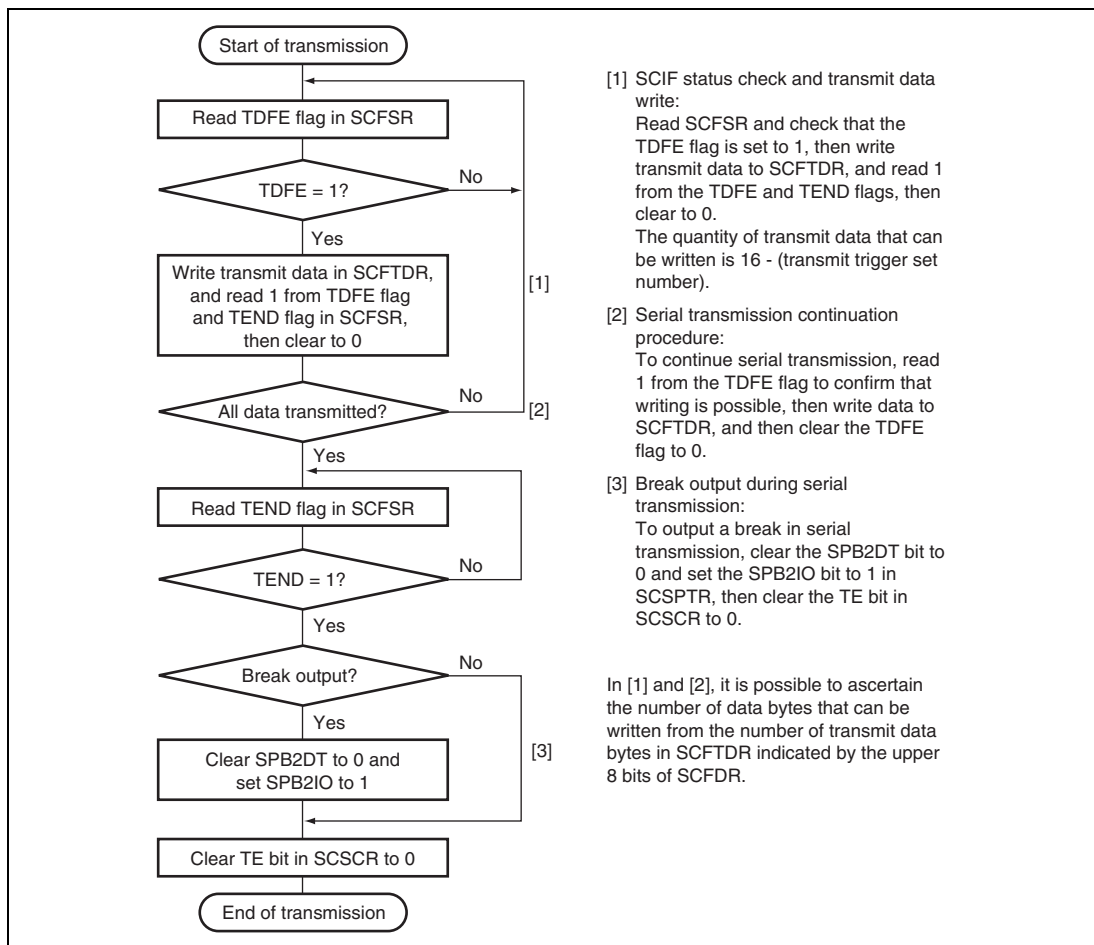 Start of transmission
Read TDFE flag in SCFSR
TDFE = 1?
No
Yes
Write transmit data in SCFTDR,
and read 1 from TDFE flag
and TEND flag in SCFSR,
then clear to 0
[1]
All data transmitted?
No
[2]
Yes
Read TEND flag in SCFSR
TEND = 1?
No
Yes
Break output?
No
Yes
Clear SPB2DT to 0 and
set SPB2IO to 1
[3]
Clear TE bit in SCSCR to 0
End of transmission
[1] SCIF status check and transmit data
write:
Read SCFSR and check that the
TDFE flag is set to 1, then write
transmit data to SCFTDR, and read 1
from the TDFE and TEND flags, then
clear to 0.
The quantity of transmit data that can
be written is 16 - (transmit trigger set
number).
[2] Serial transmission continuation
procedure:
To continue serial transmission, read
1 from the TDFE flag to confirm that
writing is possible, then write data to
SCFTDR, and then clear the TDFE
flag to 0.
[3] Break output during serial
transmission:
To output a break in serial
transmission, clear the SPB2DT bit to
0 and set the SPB2IO bit to 1 in
SCSPTR, then clear the TE bit in
SCSCR to 0.
In [1] and [2], it is possible to ascertain
the number of data bytes that can be
written from the number of transmit data
bytes in SCFTDR indicated by the upper
8 bits of SCFDR.